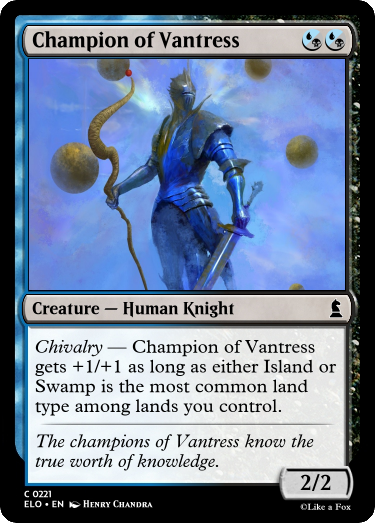 Champion of Vantress
Creature — Human Knight
Chivalry — Champion of Vantress
gets +1/+1 as long as either Island or
Swamp is the most common land
type among lands you control.
The champions of Vantress know the
true worth of knowledge.
2/2
C 0221
ELO • EN Henry Chandra
©Like a Fox